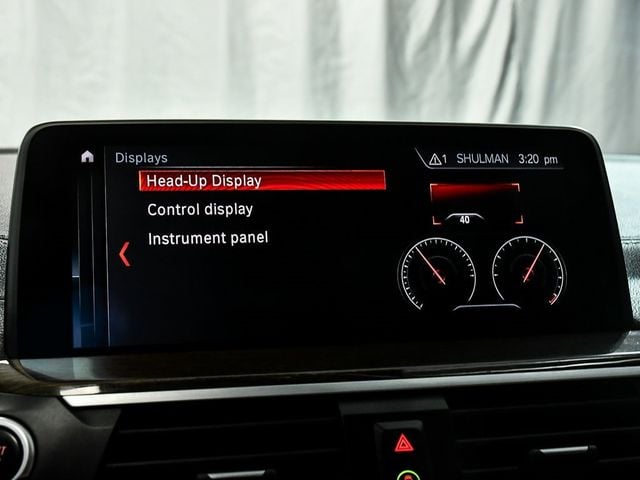 Displays
1 SHULMAN 3:20 pm
Head-Up Display
Control display
Instrument panel
40